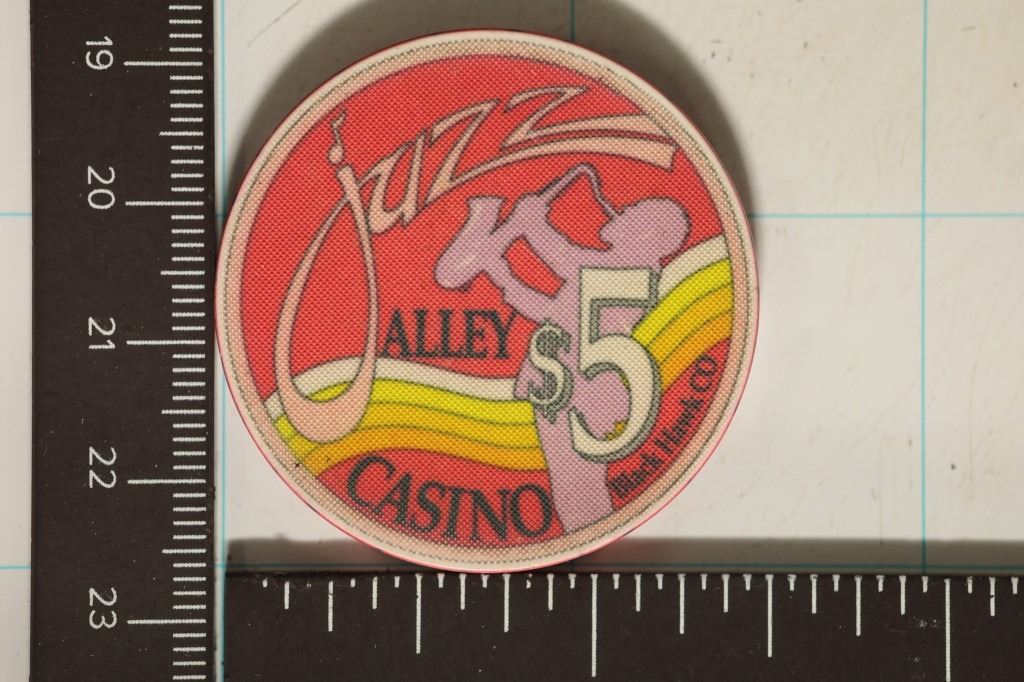 19
20
21
22
23
jazz
ALLEY
$5
CASINO
Black Hawk CO